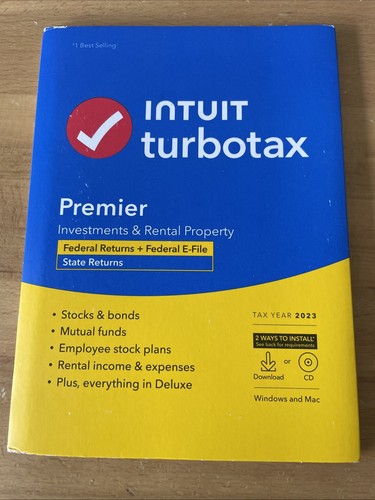 #1 Best Selling
INTUIT
turbotax
Premier
Investments & Rental Property
Federal Returns + Federal E-File
State Returns
• Stocks & bonds
• Mutual funds
• Employee stock plans
• Rental income & expenses
• Plus, everything in Deluxe
TAX YEAR 2023
2 WAYS TO INSTALL*
See back for requirements
or
Download
CD
Windows and Mac